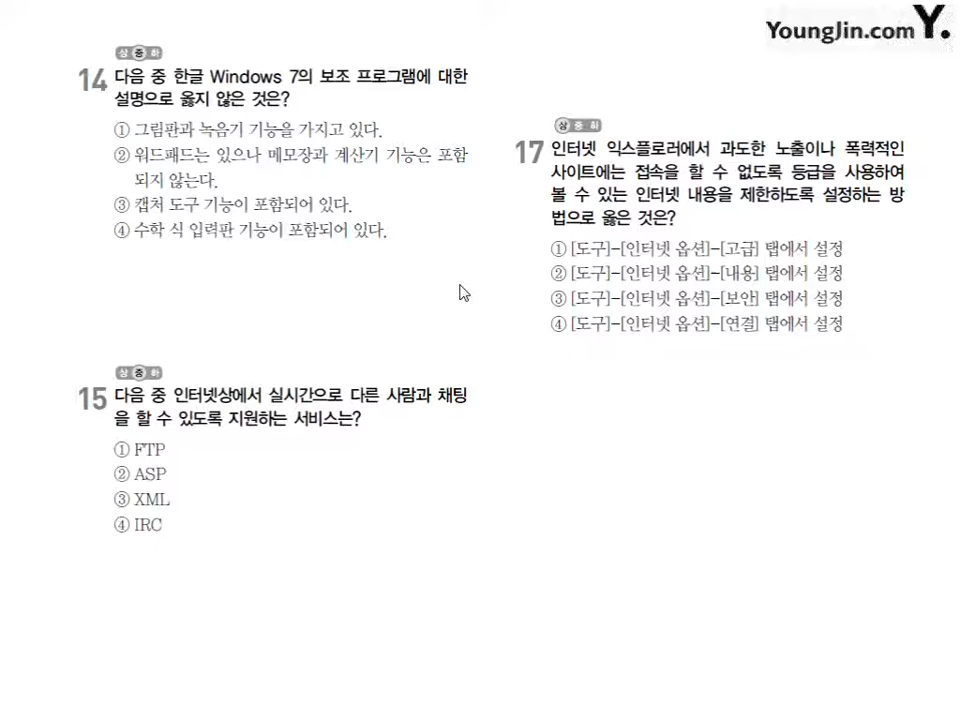 YoungJin.com Y.
상 중 하
14 다음 중 한글 Windows 7의 보조 프로그램에 대한
설명으로 옳지 않은 것은?
① 그림판과 녹음기 기능을 가지고 있다.
② 워드패드는 있으나 메모장과 계산기 기능은 포함
되지 않는다.
③ 캡처 도구 기능이 포함되어 있다.
④ 수학 식 입력판 기능이 포함되어 있다.
상 중 하
15 다음 중 인터넷상에서 실시간으로 다른 사람과 채팅
을 할 수 있도록 지원하는 서비스는?
① FTP
② ASP
③ XML
④ IRC
상 중 하
17 인터넷 익스플로러에서 과도한 노출이나 폭력적인
사이트에는 접속을 할 수 없도록 등급을 사용하여
볼 수 있는 인터넷 내용을 제한하도록 설정하는 방
법으로 옳은 것은?
① [도구]-[인터넷 옵션]-[고급] 탭에서 설정
② [도구]-[인터넷 옵션]-[내용] 탭에서 설정
③ [도구]-[인터넷 옵션]-[보안] 탭에서 설정
④ [도구]-[인터넷 옵션]-[연결] 탭에서 설정